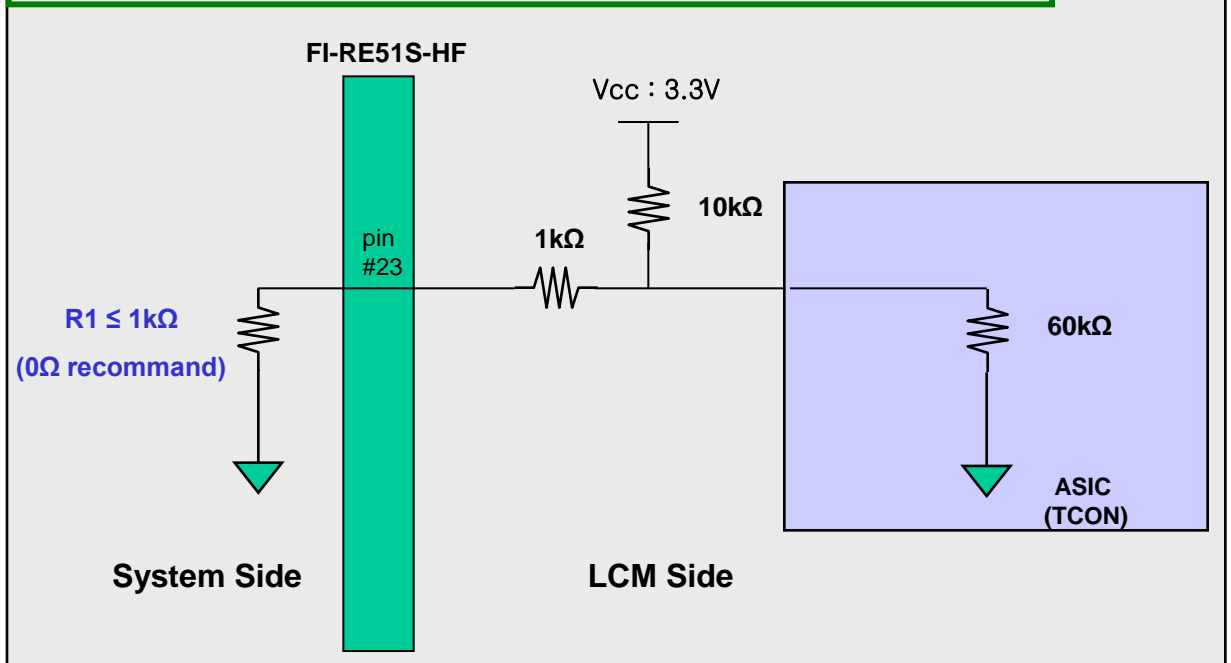 FI-RE51S-HF
Vcc : 3.3V
10kΩ
1kΩ
pin
#23
R1 ≤ 1kΩ
(0Ω recommand)
60kΩ
ASIC
(TCON)
System Side
LCM Side